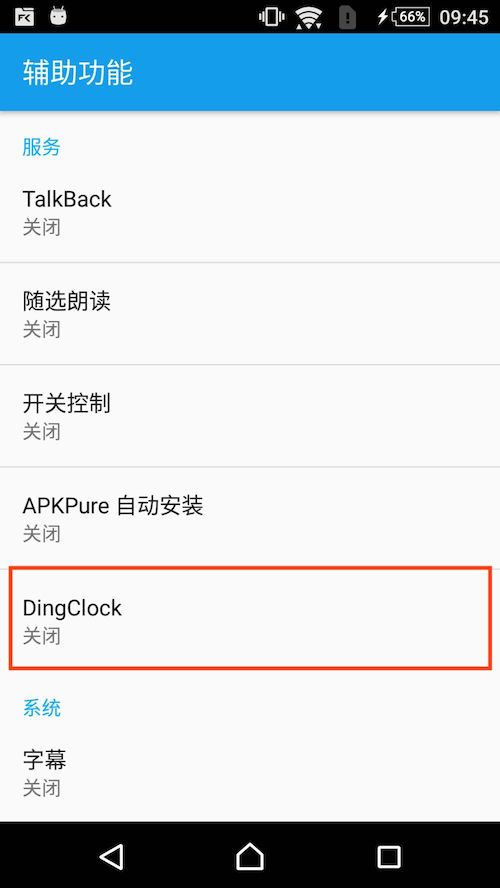 FK
66%
09:45
辅助功能
服务
TalkBack
关闭
随选朗读
关闭
开关控制
关闭
APKPure 自动安装
关闭
DingClock
关闭
系统
字幕
关闭